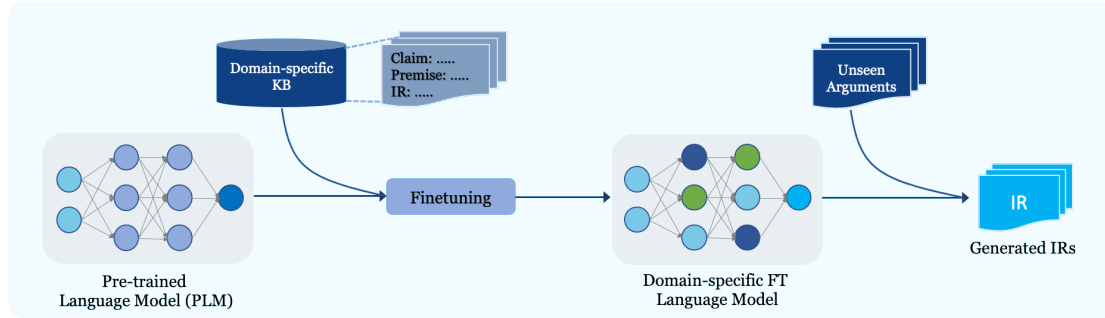 Domain-specific
KB
Claim: .....
Premise: .....
IR: .....
Unseen
Arguments
Finetuning
IR
Generated IRs
Pre-trained
Language Model (PLM)
Domain-specific FT
Language Model